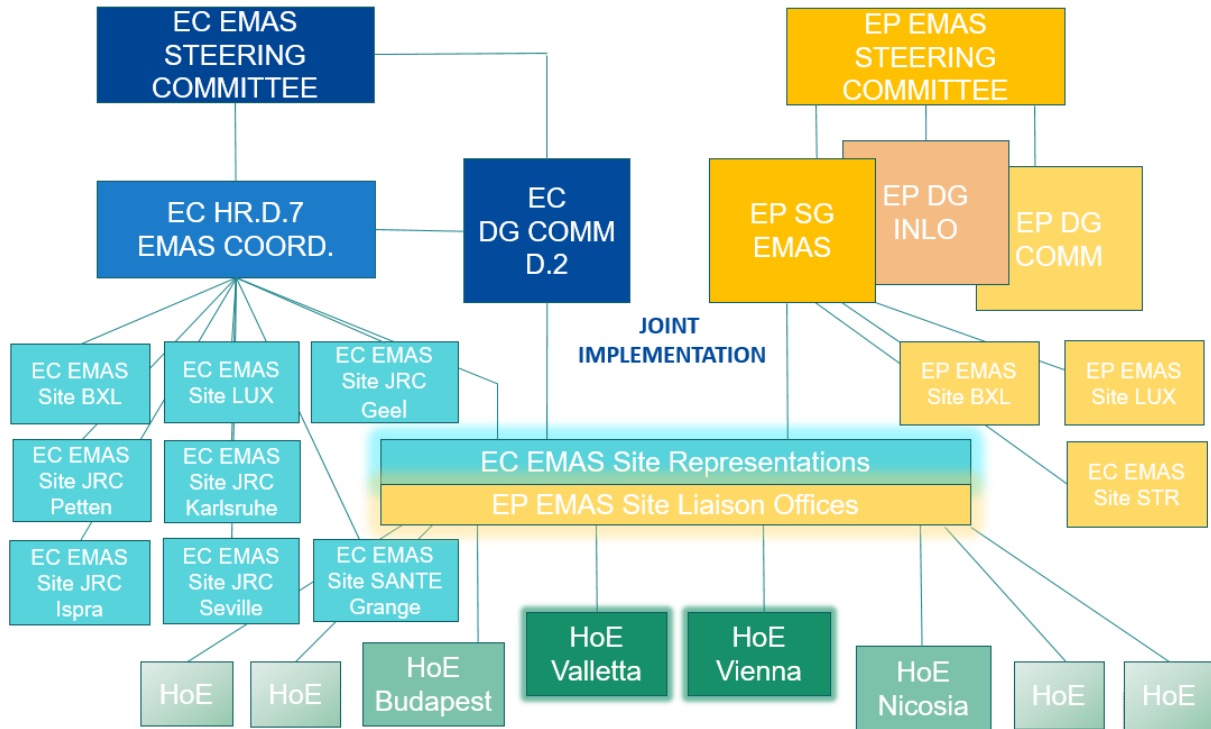 EC EMAS
STEERING
COMMITTEE
EP EMAS
STEERING
COMMITTEE
EC HR.D.7
EMAS COORD.
EC
DG COMM
D.2
EP SG
EMAS
EP DG
INLO
EP DG
COMM
JOINT
IMPLEMENTATION
EC EMAS
Site BXL
EC EMAS
Site LUX
EC EMAS
Site JRC
Geel
EP EMAS
Site BXL
EP EMAS
Site LUX
EC EMAS
Site JRC
Petten
EC EMAS
Site JRC
Karlsruhe
EC EMAS Site Representations
EP EMAS Site Liaison Offices
EC EMAS
Site STR
EC EMAS
Site JRC
Ispra
EC EMAS
Site JRC
Seville
EC EMAS
Site SANTE
Grange
HoE
HoE
HoE
Budapest
HoE
Valletta
HoE
Vienna
HoE
Nicosia
HoE
HoE